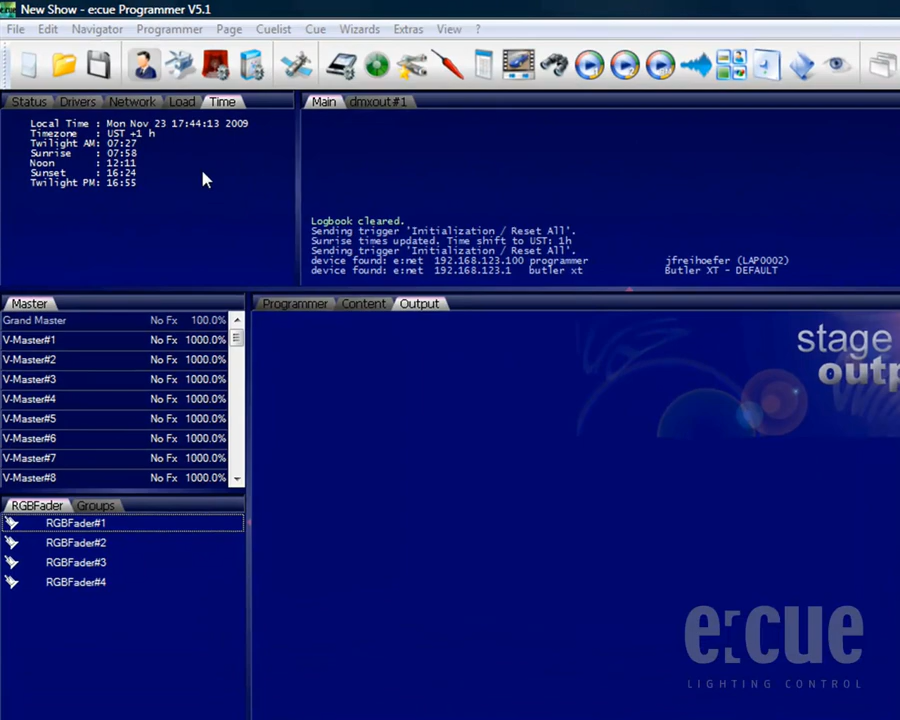 New Show - e:cue Programmer V5.1
File Edit Navigator Programmer Page Cuelist Cue Wizards Extras View ?
Status Drivers Network Load Time
Local Time : Mon Nov 23 17:44:13 2009
Timezone : UST +1 h
Twilight AM: 07:27
Sunrise : 07:58
Noon : 12:11
Sunset : 16:24
Twilight PM: 16:55
Main dmxout #1
Logbook cleared.
Sending trigger 'Initialization / Reset All'.
Sunrise times updated. Time shift to UST: 1h
Sending trigger 'Initialization / Reset All'.
device found: e:net 192.168.123.100 programmer jfreihoefer (LAP0002)
device found: e:net 192.168.123.1 butler xt Butler XT - DEFAULT
Master
Grand Master No Fx 100.0%
V-Master#1 No Fx 1000.0%
V-Master#2 No Fx 1000.0%
V-Master#3 No Fx 1000.0%
V-Master#4 No Fx 1000.0%
V-Master#5 No Fx 1000.0%
V-Master#6 No Fx 1000.0%
V-Master#7 No Fx 1000.0%
V-Master#8 No Fx 1000.0%
Programmer Content Output
stage
outp
RGBFader Groups
RGBFader#1
RGBFader#2
RGBFader#3
RGBFader#4
e:cue
LIGHTING CONTROL